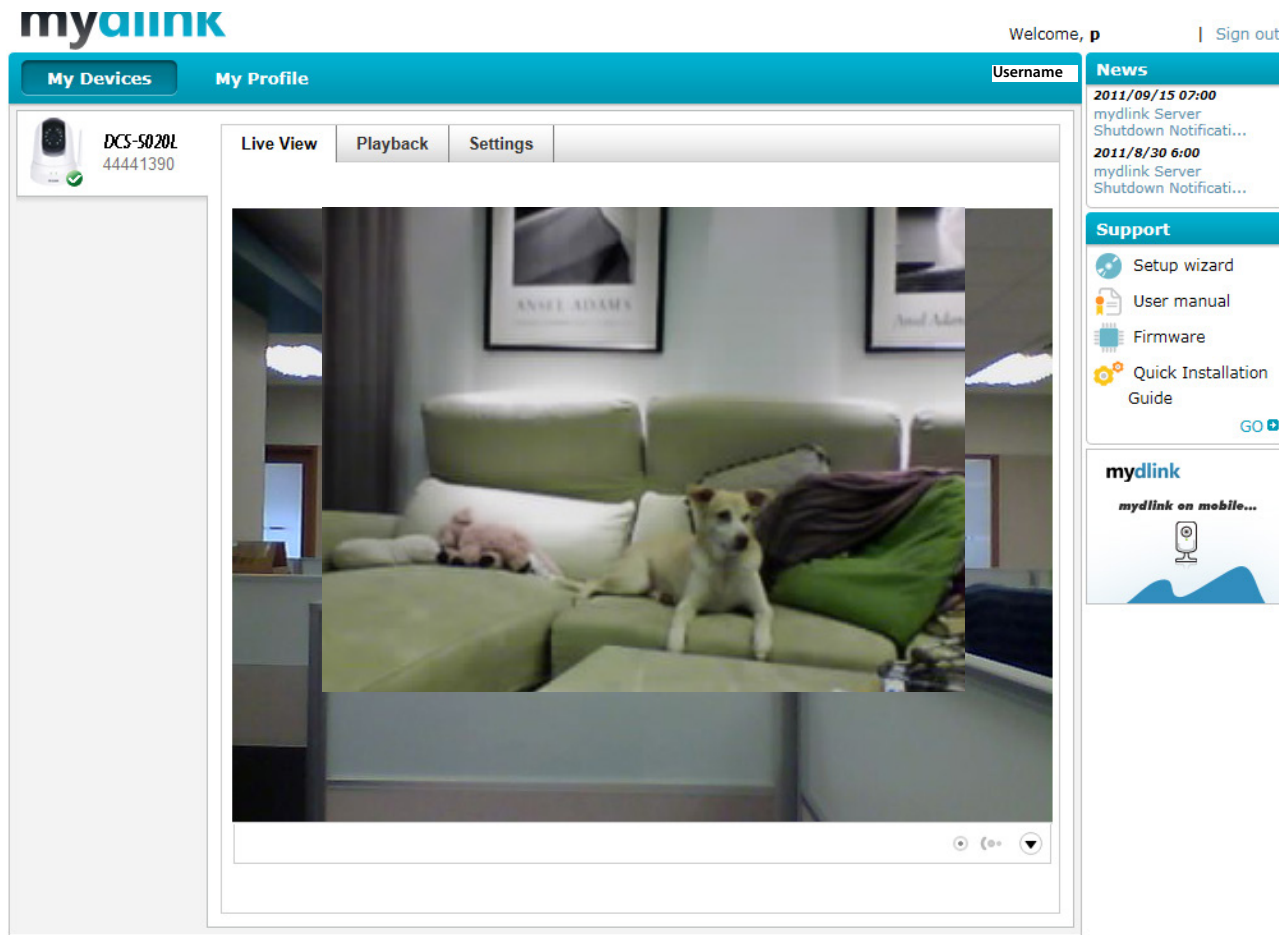 mydlink
Welcome, p | Sign out
My Devices
My Profile
Username
DCS-5020L
44441390
Live View
Playback
Settings
ANSEL ADAMS
Ansel Adam
News
2011/09/15 07:00
mydlink Server
Shutdown Notificati...
2011/8/30 6:00
mydlink Server
Shutdown Notificati...
Support
Setup wizard
User manual
Firmware
Quick Installation
Guide
GO
mydlink
mydlink on mobile...